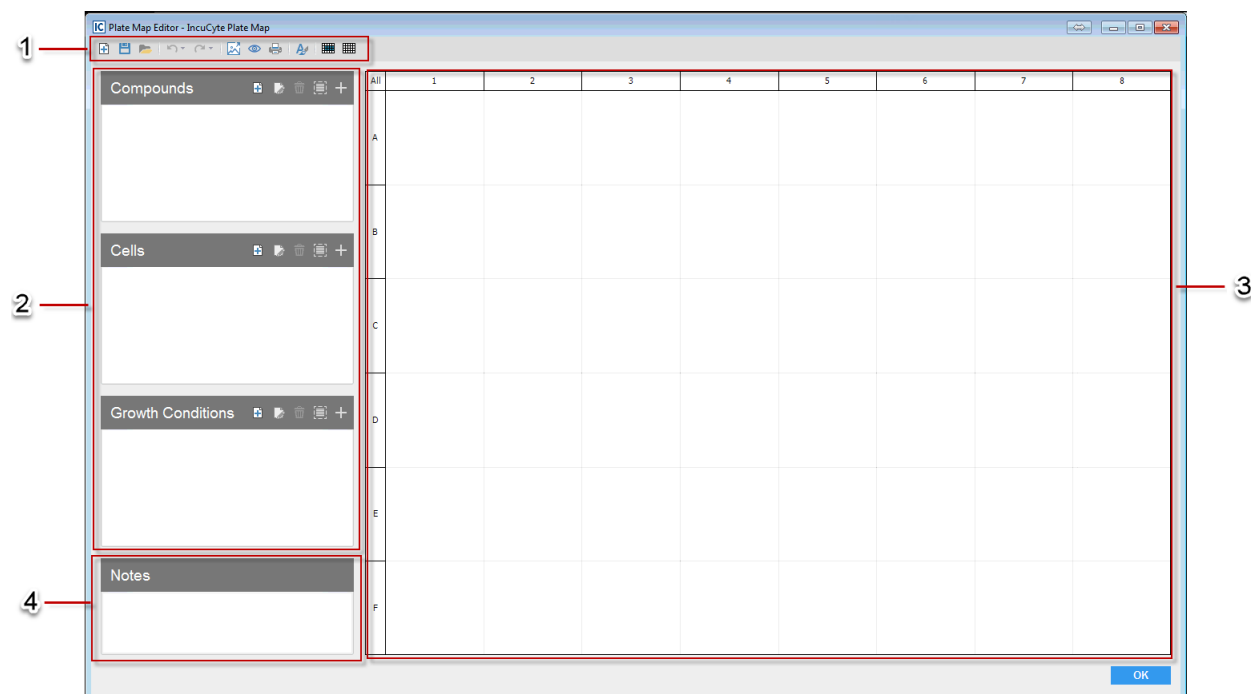 IC Plate Map Editor - IncuCyte Plate Map
1
Compounds
All 1 2 3 4 5 6 7 8
A
B
Cells
2
3
C
Growth Conditions
D
E
Notes
4
F
OK